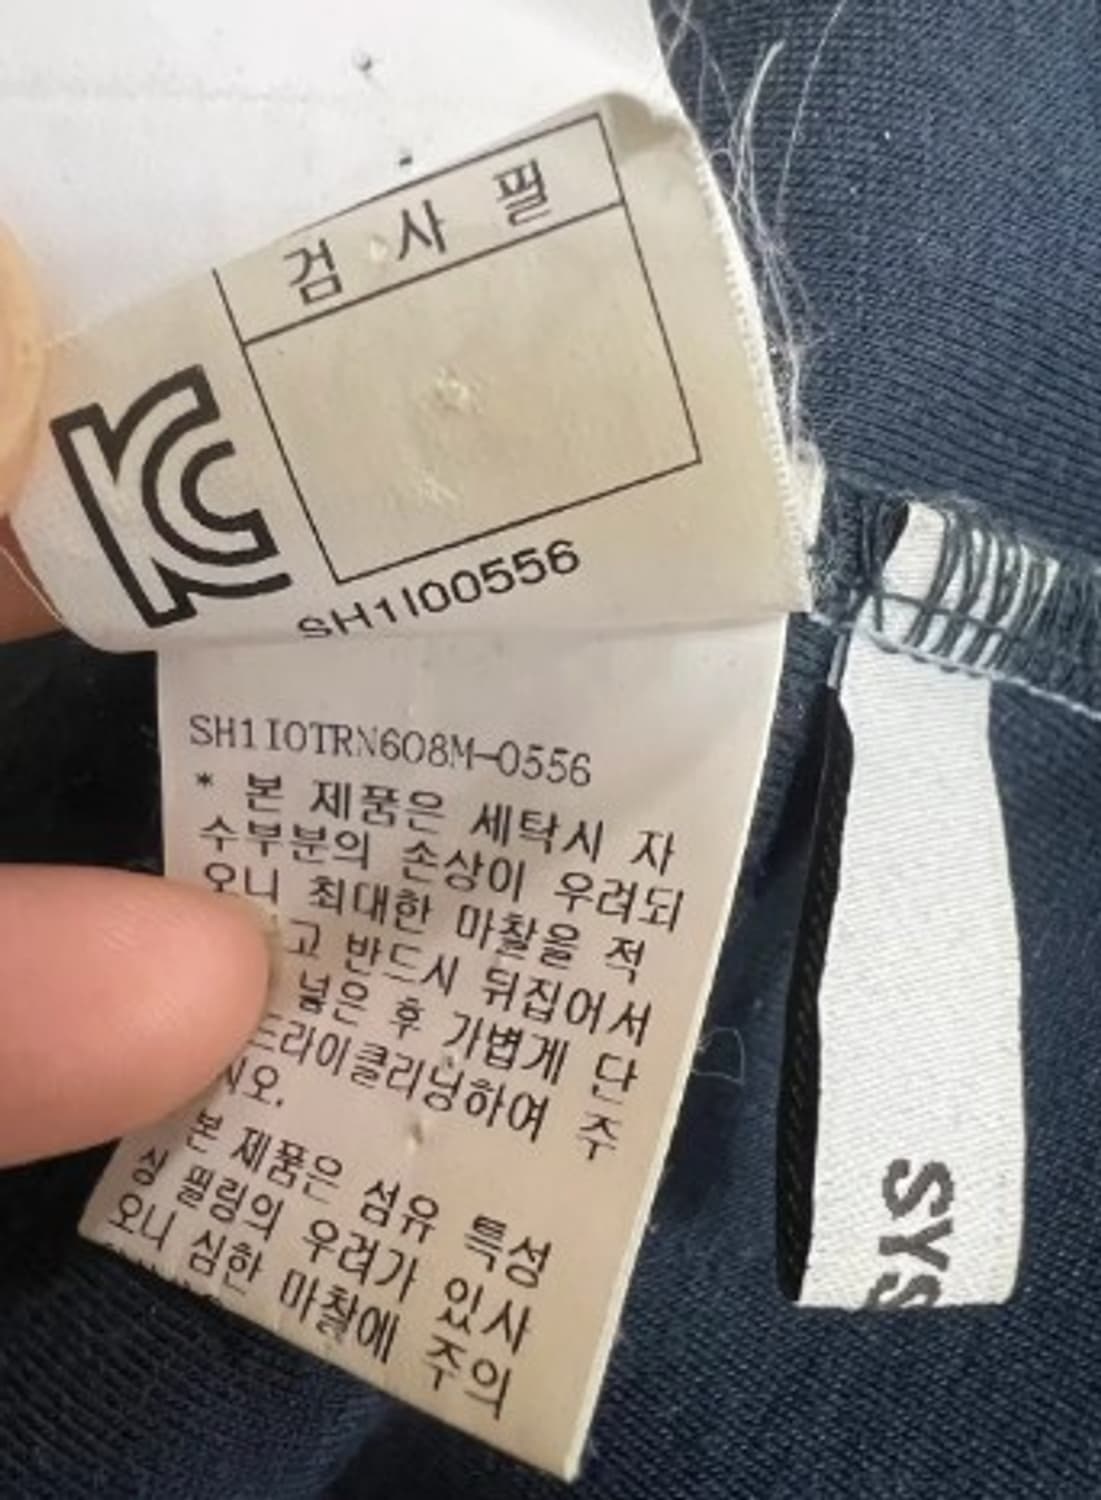 검 사 필
KC
SH1I00556
SH1I0TRN608M-0556
* 본 제품은 세탁시 자
수부분의 손상이 우려되
오니 최대한 마찰을 적
고 반드시 뒤집어서
넣은 후 가볍게 단
드라이클리닝하여 주
시오.
본 제품은 섬유 특성
상 필링의 우려가 있사
오니 심한 마찰에 주의
SYS